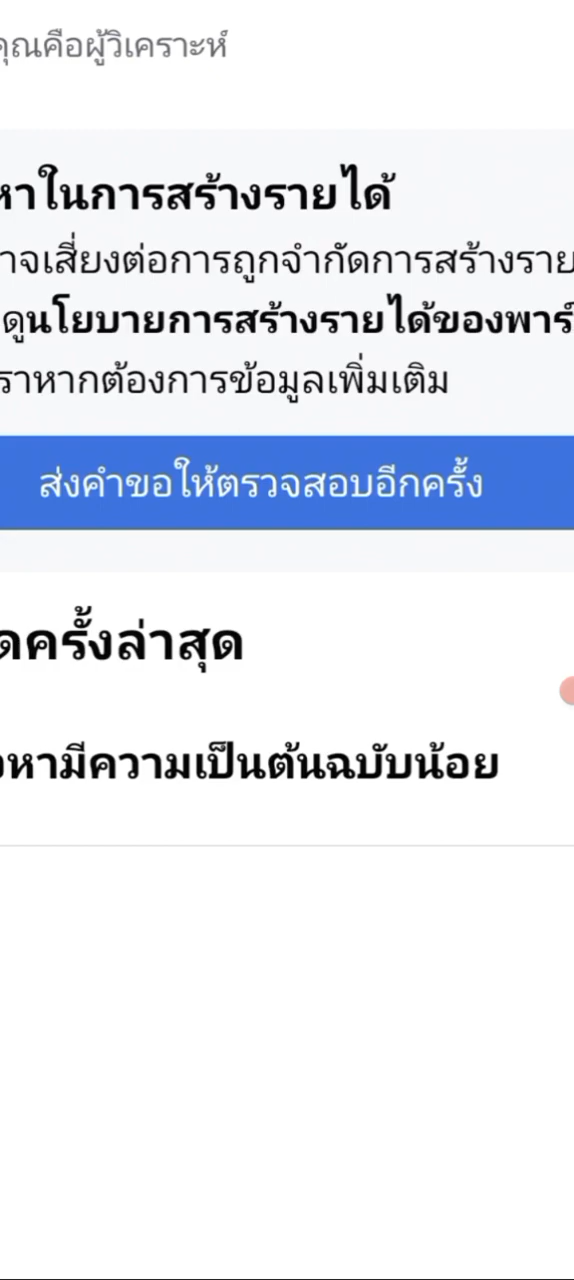 คุณคือผู้วิเคราะห์
หาในการสร้างรายได้
าจเสี่ยงต่อการถูกจำกัดการสร้างราย
ดูนโยบายการสร้างรายได้ของพาร์
ราหากต้องการข้อมูลเพิ่มเติม
ส่งคำขอให้ตรวจสอบอีกครั้ง
ดครั้งล่าสุด
หามีความเป็นต้นฉบับน้อย